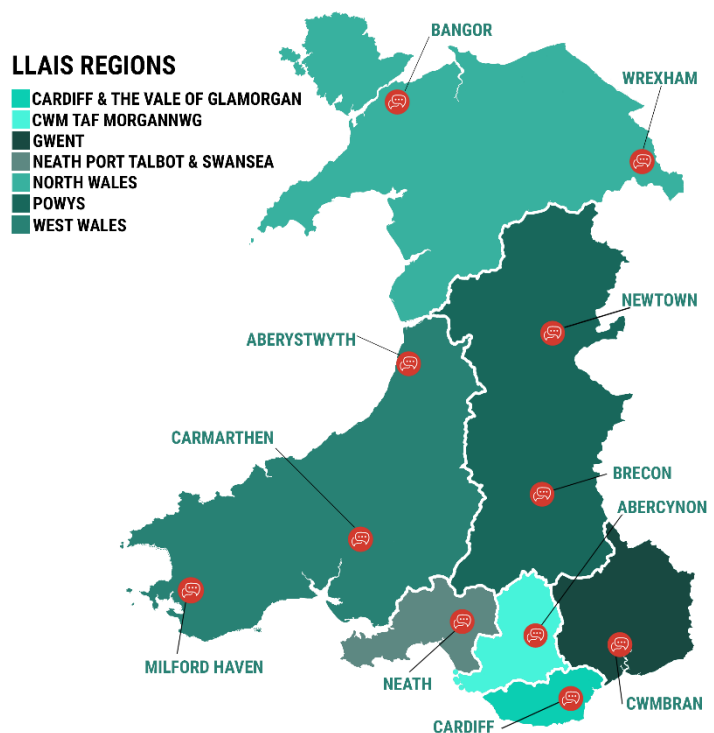 BANGOR
LLAIS REGIONS
WREXHAM
CARDIFF & THE VALE OF GLAMORGAN
CWM TAF MORGANNWG
GWENT
NEATH PORT TALBOT & SWANSEA
NORTH WALES
POWYS
WEST WALES
NEWTOWN
ABERYSTWYTH
CARMARTHEN
BRECON
ABERCYNON
MILFORD HAVEN
NEATH
CWMBRAN
CARDIFF